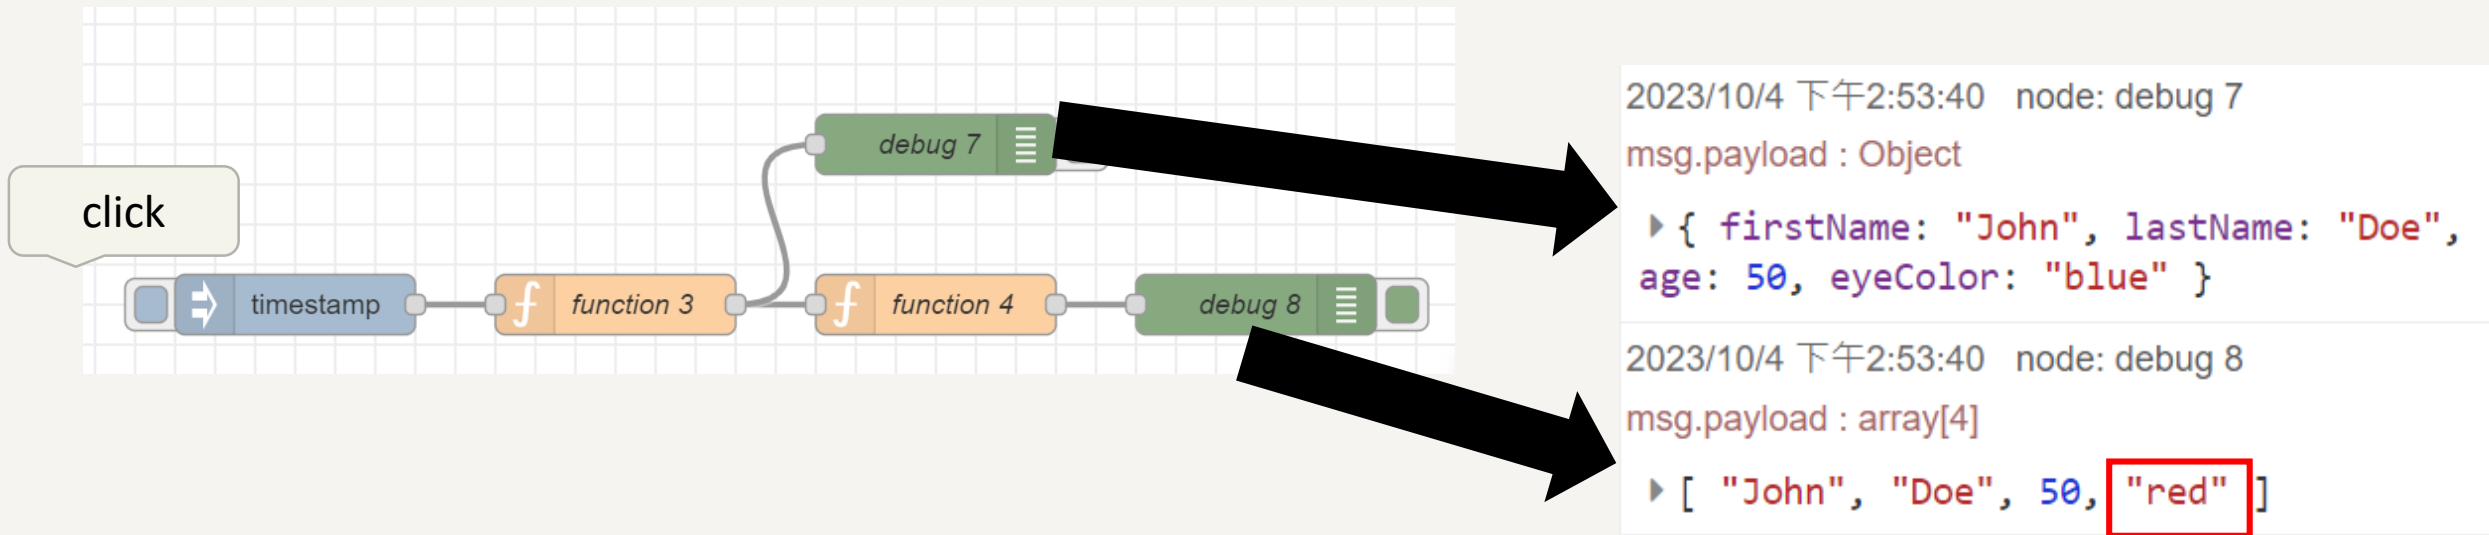 click
timestamp
function 3
debug 7
function 4
debug 8
2023/10/4 下午2:53:40 node: debug 7
msg.payload : Object
{ firstName: "John", lastName: "Doe",
age: 50, eyeColor: "blue" }
2023/10/4 下午2:53:40 node: debug 8
msg.payload : array[4]
[ "John", "Doe", 50, "red" ]